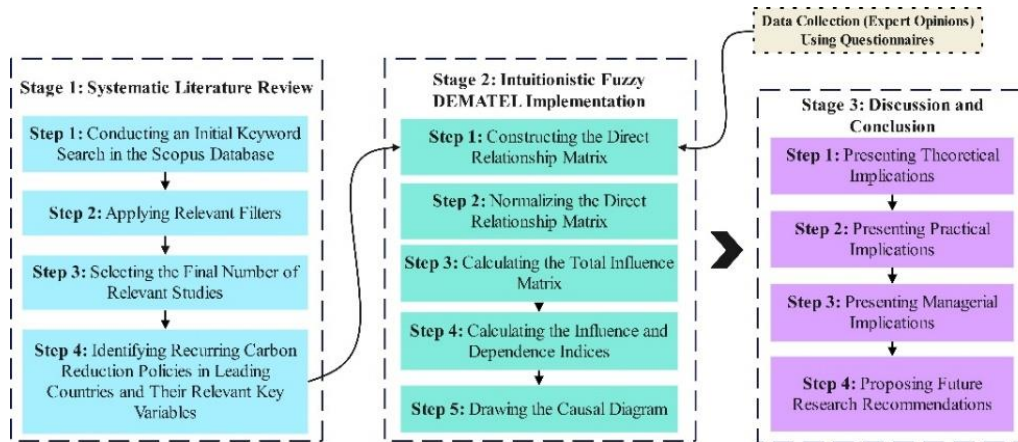 Data Collection (Expert Opinions)
Using Questionnaires
Stage 1: Systematic Literature Review
Step 1: Conducting an Initial Keyword
Search in the Scopus Database
Step 2: Applying Relevant Filters
Step 3: Selecting the Final Number of
Relevant Studies
Step 4: Identifying Recurring Carbon
Reduction Policies in Leading
Countries and Their Relevant Key
Variables
Stage 2: Intuitionistic Fuzzy
DEMATEL Implementation
Step 1: Constructing the Direct
Relationship Matrix
Step 2: Normalizing the Direct
Relationship Matrix
Step 3: Calculating the Total Influence
Matrix
Step 4: Calculating the Influence and
Dependence Indices
Step 5: Drawing the Causal Diagram
Stage 3: Discussion and
Conclusion
Step 1: Presenting Theoretical
Implications
Step 2: Presenting Practical
Implications
Step 3: Presenting Managerial
Implications
Step 4: Proposing Future
Research Recommendations